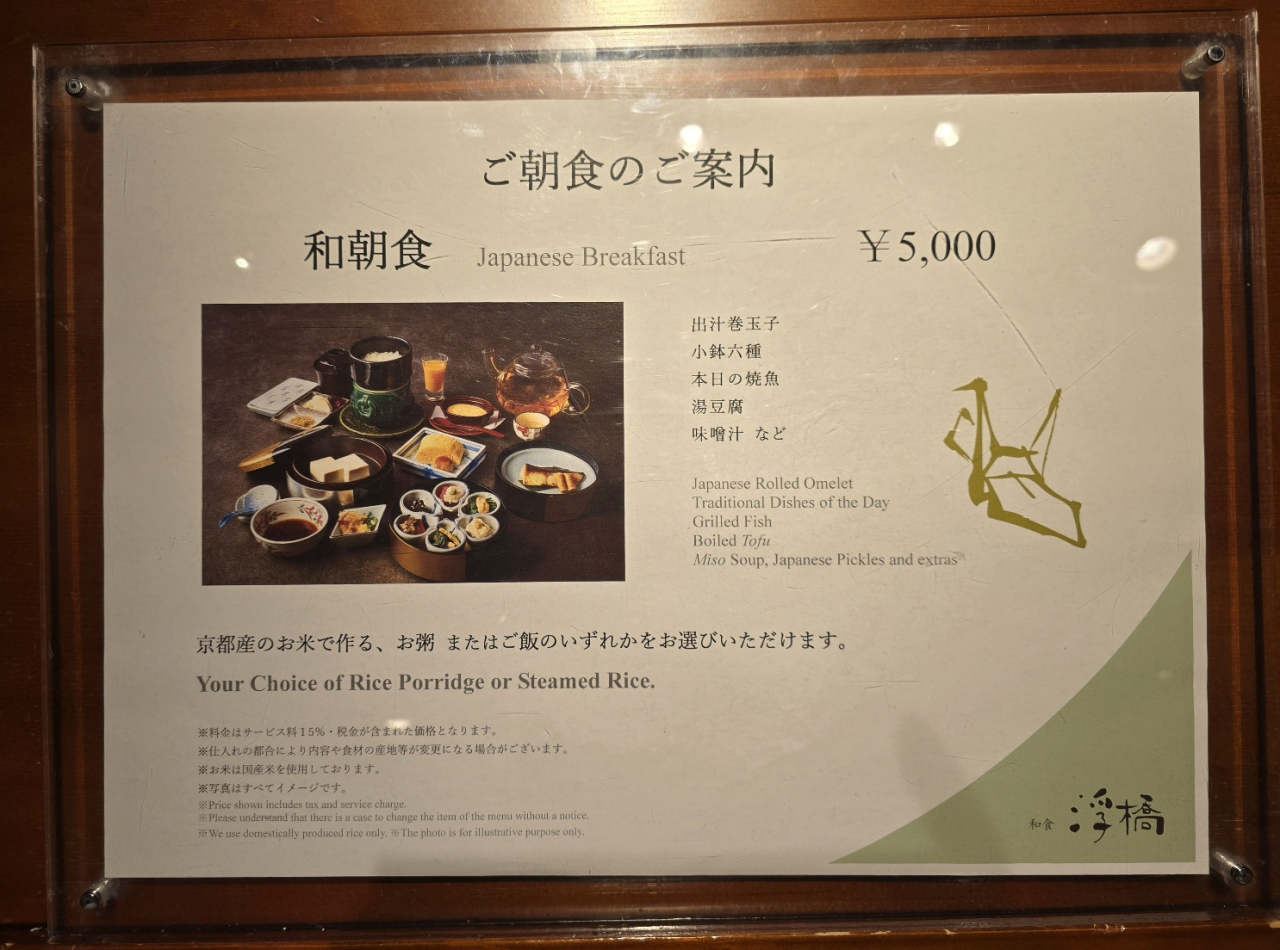 ご朝食のご案内
和朝食 Japanese Breakfast ￥5,000
出汁巻玉子
小鉢六種
本日の焼魚
湯豆腐
味噌汁 など
Japanese Rolled Omelet
Traditional Dishes of the Day
Grilled Fish
Boiled Tofu
Miso Soup, Japanese Pickles and extras
京都産のお米で作る、お粥 またはご飯のいずれかをお選びいただけます。
Your Choice of Rice Porridge or Steamed Rice.
※料金はサービス料15%・税金が含まれた価格となります。
※仕入れの都合により内容や食材の産地等が変更になる場合がございます。
※お米は国産米を使用しております。
※写真はすべてイメージです。
※Price shown includes tax and service charge.
※Please understand that there is a case to change the item of the menu without a notice.
※We use domestically produced rice only. ※The photo is for illustrative purpose only.
和食 浮橋